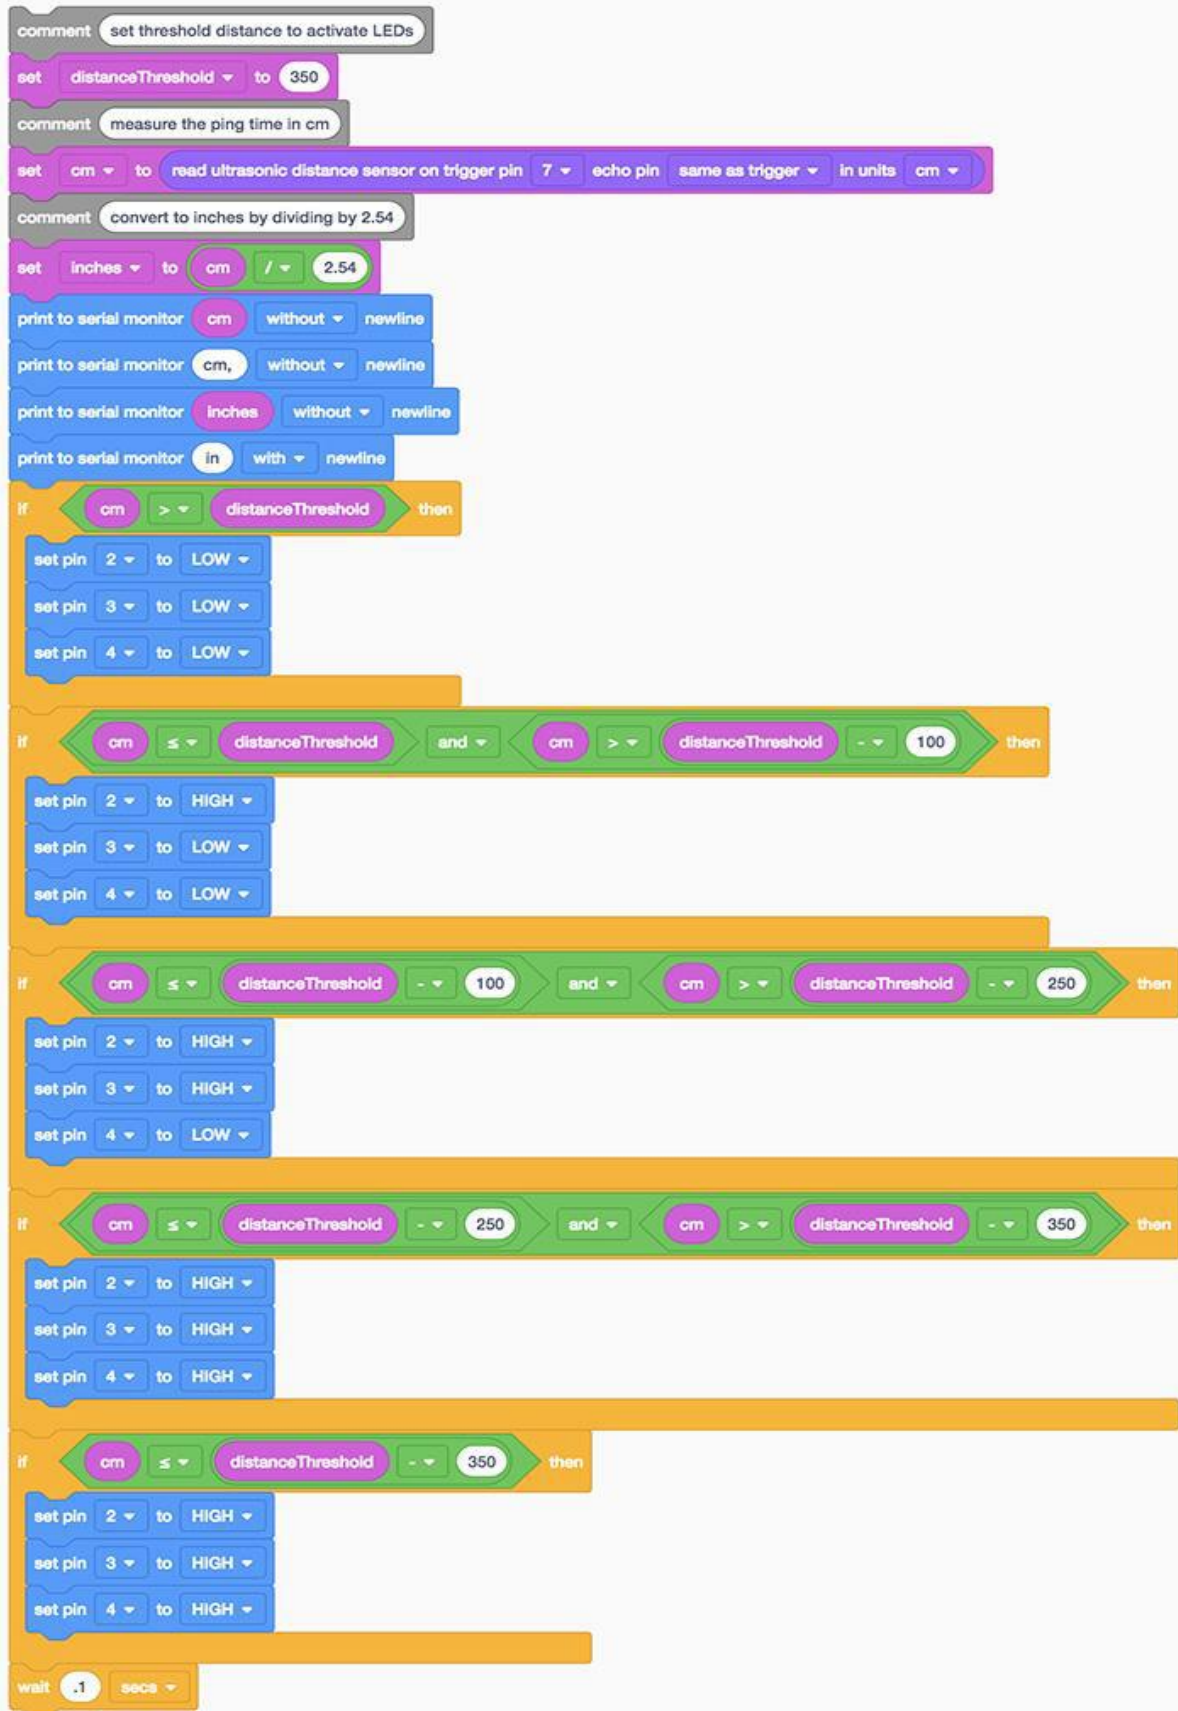 comment set threshold distance to activate LEDs
set distanceThreshold to 350
comment measure the ping time in cm
set cm to read ultrasonic distance sensor on trigger pin 7 echo pin same as trigger in units cm
comment convert to inches by dividing by 2.54
set inches to cm / 2.54
print to serial monitor cm without newline
print to serial monitor cm, without newline
print to serial monitor inches without newline
print to serial monitor in with newline
if cm > distanceThreshold then
set pin 2 to LOW
set pin 3 to LOW
set pin 4 to LOW
if cm ≤ distanceThreshold and cm > distanceThreshold - 100 then
set pin 2 to HIGH
set pin 3 to LOW
set pin 4 to LOW
if cm ≤ distanceThreshold - 100 and cm > distanceThreshold - 250 then
set pin 2 to HIGH
set pin 3 to HIGH
set pin 4 to LOW
if cm ≤ distanceThreshold - 250 and cm > distanceThreshold - 350 then
set pin 2 to HIGH
set pin 3 to HIGH
set pin 4 to HIGH
if cm ≤ distanceThreshold - 350 then
set pin 2 to HIGH
set pin 3 to HIGH
set pin 4 to HIGH
wait .1 secs